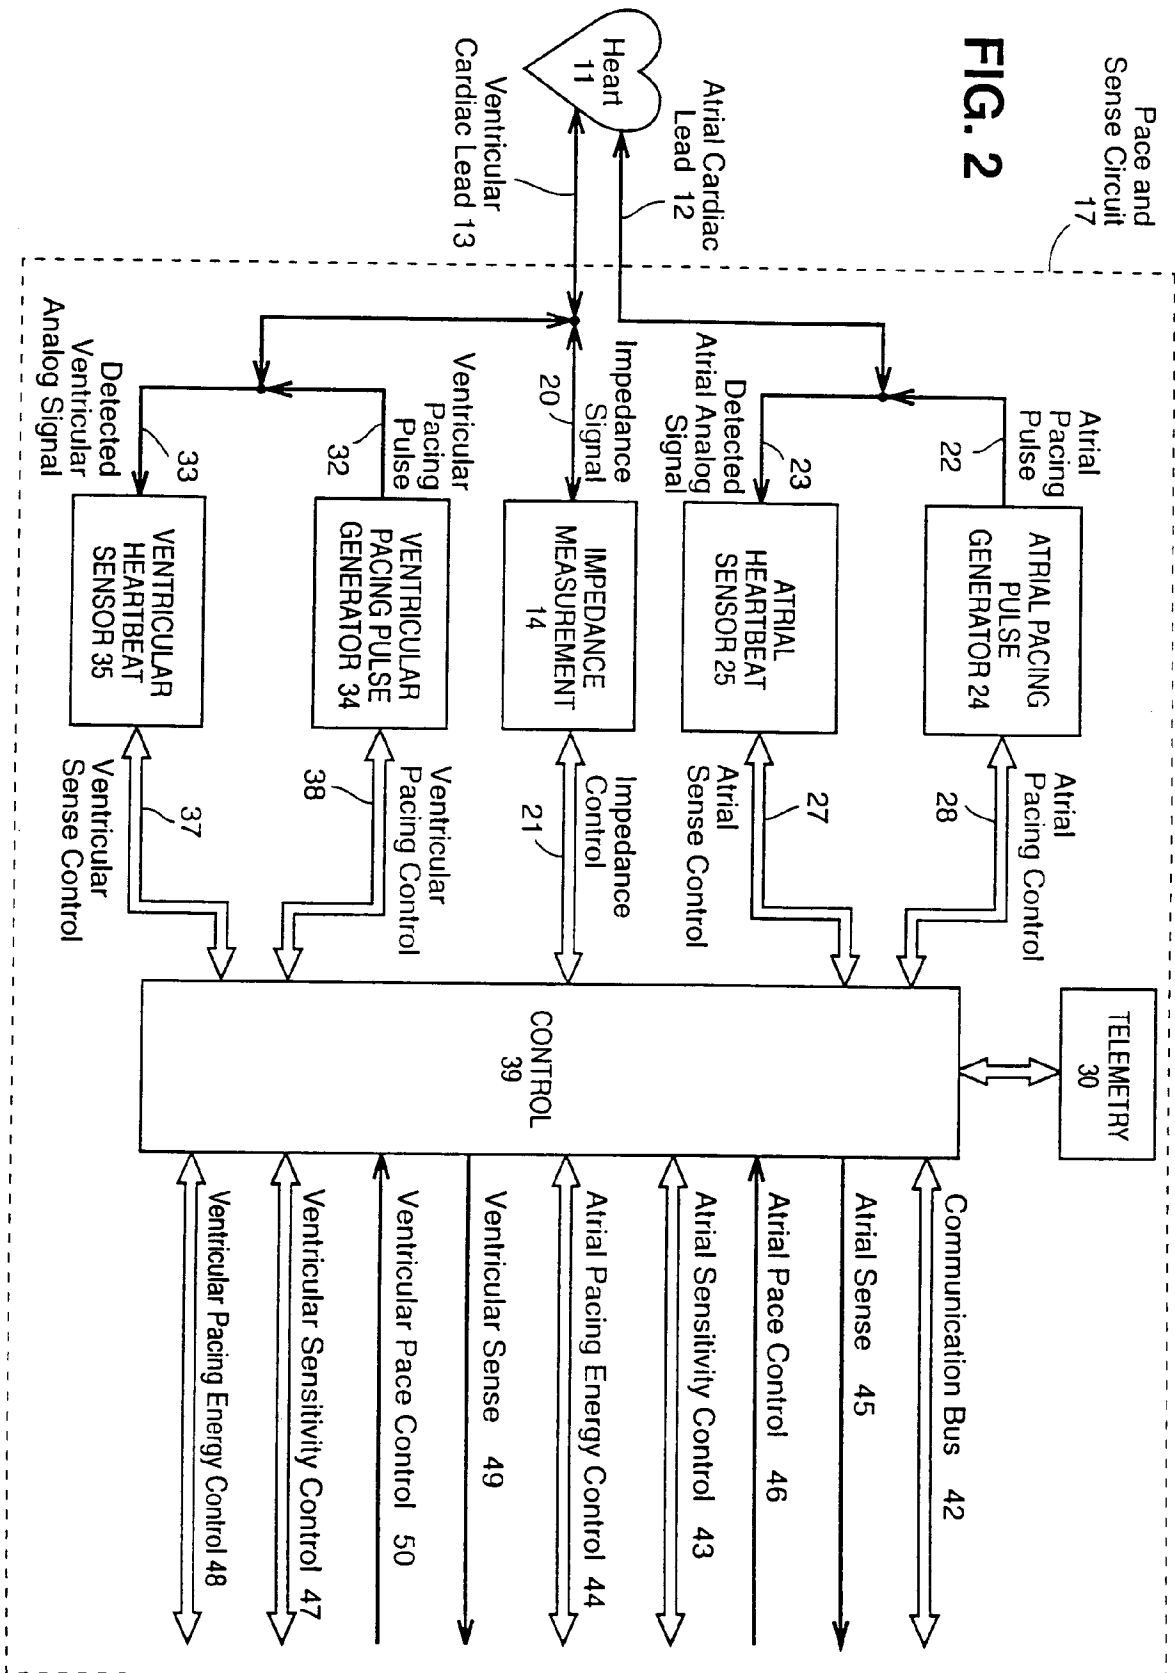 Pace and
Sense Circuit
17
FIG. 2
Heart
11
Atrial Cardiac
Lead 12
Ventricular
Cardiac Lead 13
Atrial
Pacing
Pulse
22
ATRIAL PACING
PULSE
GENERATOR 24
Atrial
Pacing Control
28
TELEMETRY
30
23
Detected
Atrial Analog
Signal
ATRIAL
HEARTBEAT
SENSOR 25
27
Atrial
Sense Control
Impedance
Signal
20
IMPEDANCE
MEASUREMENT
14
Impedance
Control
21
Ventricular
Pacing
Pulse
32
VENTRICULAR
PACING PULSE
GENERATOR 34
Ventricular
Pacing Control
38
33
Detected
Ventricular
Analog Signal
VENTRICULAR
HEARTBEAT
SENSOR 35
37
Ventricular
Sense Control
CONTROL
39
Communication Bus 42
Atrial Sense 45
Atrial Pace Control 46
Atrial Sensitivity Control 43
Atrial Pacing Energy Control 44
Ventricular Sense 49
Ventricular Pace Control 50
Ventricular Sensitivity Control 47
Ventricular Pacing Energy Control 48